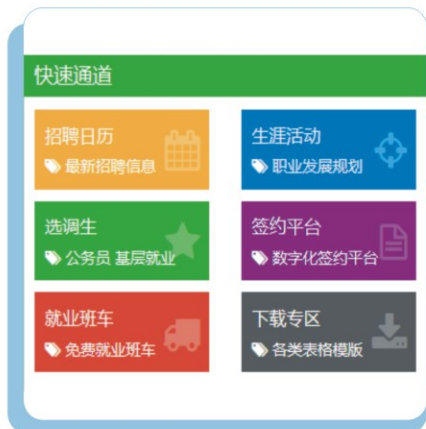 快速通道
招聘日历
最新招聘信息
生涯活动
职业发展规划
选调生
公务员 基层就业
签约平台
数字化签约平台
就业班车
免费就业班车
下载专区
各类表格模版